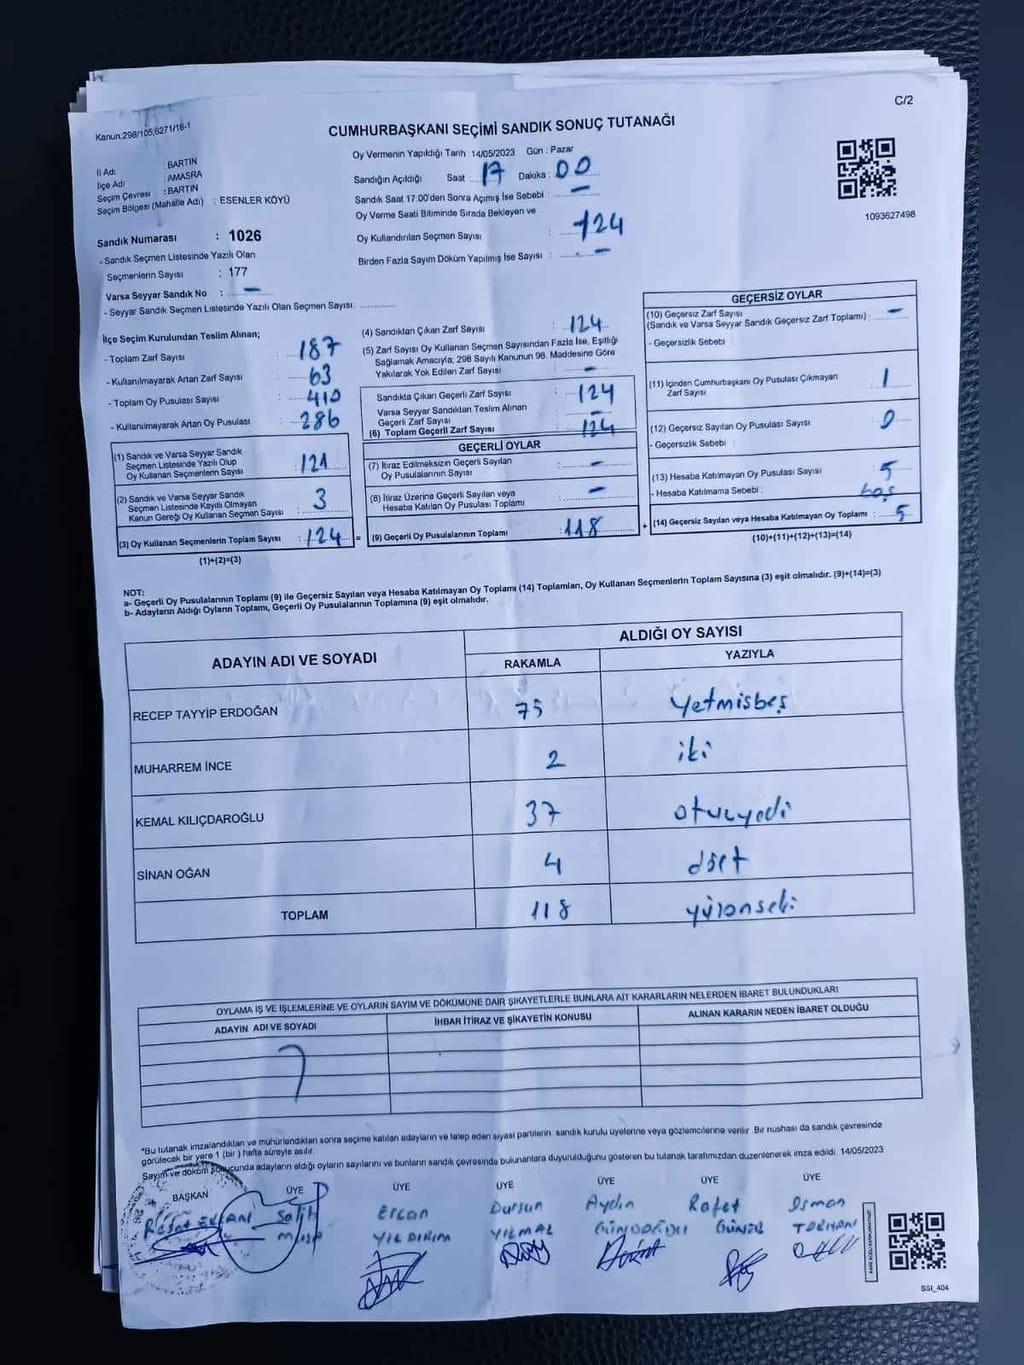 C/2
Kanun,298/105,6271/16-1
CUMHURBAŞKANI SEÇİMİ SANDIK SONUÇ TUTANAĞI
İl Adı : BARTIN
İlçe Adı : AMASRA
Seçim Çevresi : BARTIN
Seçim Bölgesi (Mahalle Adı) : ESENLER KÖYÜ
Sandık Numarası : 1026
- Sandık Seçmen Listesinde Yazılı Olan
Seçmenlerin Sayısı : 177
Varsa Seyyar Sandık No : -
- Seyyar Sandık Seçmen Listesinde Yazılı Olan Seçmen Sayısı:
Oy Vermenin Yapıldığı Tarih 14/05/2023 Gün : Pazar
Sandığın Açıldığı Saat : 17 Dakika : 00
Sandık Saat 17:00'den Sonra Açımış İse Sebebi : -
Oy Verme Saati Bitiminde Sırada Bekleyen ve
Oy Kullandırılan Seçmen Sayısı : 124
Birden Fazla Sayım Döküm Yapılmış İse Sayısı : -
1093627498
İlçe Seçim Kurulundan Teslim Alınan;
- Toplam Zarf Sayısı : 187
- Kullanılmayarak Artan Zarf Sayısı : 63
- Toplam Oy Pusulası Sayısı : 410
- Kullanılmayarak Artan Oy Pusulası : 286
(1) Sandık ve Varsa Seyyar Sandık
Seçmen Listesinde Yazılı Olup
Oy Kullanan Seçmenlerin Sayısı : 121
(2) Sandık ve Varsa Seyyar Sandık
Seçmen Listesinde Kayıtlı Olmayan
Kanun Gereği Oy Kullanan Seçmen Sayısı : 3
(3) Oy Kullanan Seçmenlerin Toplam Sayısı : 124
(1)+(2)=(3)
(4) Sandıktan Çıkan Zarf Sayısı : 124
(5) Zarf Sayısı Oy Kullanan Seçmen Sayısından Fazla İse, Eşitliği
Sağlamak Amacıyla, 298 Sayılı Kanunun 98. Maddesine Göre
Yakılarak Yok Edilen Zarf Sayısı : -
Sandıkta Çıkan Geçerli Zarf Sayısı : 124
Varsa Seyyar Sandıktan Teslim Alınan
Geçerli Zarf Sayısı : -
(6) Toplam Geçerli Zarf Sayısı : 124
GEÇERLİ OYLAR
(7) İtiraz Edilmeksizin Geçerli Sayılan
Oy Pusulalarının Sayısı : -
(8) İtiraz Üzerine Geçerli Sayılan veya
Hesaba Katılan Oy Pusulası Toplamı : -
= (9) Geçerli Oy Pusulalarının Toplamı : 118
GEÇERSİZ OYLAR
(10) Geçersiz Zarf Sayısı
(Sandık ve Varsa Seyyar Sandık Geçersiz Zarf Toplamı) : -
- Geçersizlik Sebebi :
(11) İçinden Cumhurbaşkanı Oy Pusulası Çıkmayan
Zarf Sayısı : 1
(12) Geçersiz Sayılan Oy Pusulası Sayısı : 0
- Geçersizlik Sebebi :
(13) Hesaba Katılmayan Oy Pusulası Sayısı : 5
- Hesaba Katılmama Sebebi : boş
+ (14) Geçersiz Sayılan veya Hesaba Katılmayan Oy Toplamı : 5
(10)+(11)+(12)+(13)=(14)
NOT:
a- Geçerli Oy Pusulalarının Toplamı (9) ile Geçersiz Sayılan veya Hesaba Katılmayan Oy Toplamı (14) Toplamları, Oy Kullanan Seçmenlerin Toplam Sayısına (3) eşit olmalıdır. (9)+(14)=(3)
b- Adayların Aldığı Oyların Toplamı, Geçerli Oy Pusulalarının Toplamına (9) eşit olmalıdır.
ADAYIN ADI VE SOYADI ALDIĞI OY SAYISI
RAKAMLA YAZIYLA
RECEP TAYYİP ERDOĞAN 75 yetmisbeş
MUHARREM İNCE 2 iki
KEMAL KILIÇDAROĞLU 37 otuzyedi
SİNAN OĞAN 4 dört
TOPLAM 118 yüzonseki
OYLAMA İŞ VE İŞLEMLERİNE VE OYLARIN SAYIM VE DÖKÜMÜNE DAİR ŞİKAYETLERLE BUNLARA AİT KARARLARIN NELERDEN İBARET BULUNDUKLARI
ADAYIN ADI VE SOYADI İHBAR İTİRAZ VE ŞİKAYETİN KONUSU ALINAN KARARIN NEDEN İBARET OLDUĞU
*Bu tutanak imzalandıktan ve mühürlendikten sonra seçime katılan adayların ve talep eden siyasi partilerin sandık kurulu üyelerine veya gözlemcilerine verilir. Bir nushası da sandık çevresinde
görülecek bir yere 1 (bir ) hafta süreyle asılır.
Sayım ve döküm sonucunda adayların aldığı oyların sayılarını ve bunların sandık çevresinde bulunanlara duyurulduğunu gösteren bu tutanak tarafımızdan düzenlenerek imza edildi. 14/05/2023
BAŞKAN ÜYE ÜYE ÜYE ÜYE ÜYE ÜYE
Salih Ercan Dursun Aydın Rafet Osman
YILDIRIM YILMAZ GÜNDOĞDU
SSI_404